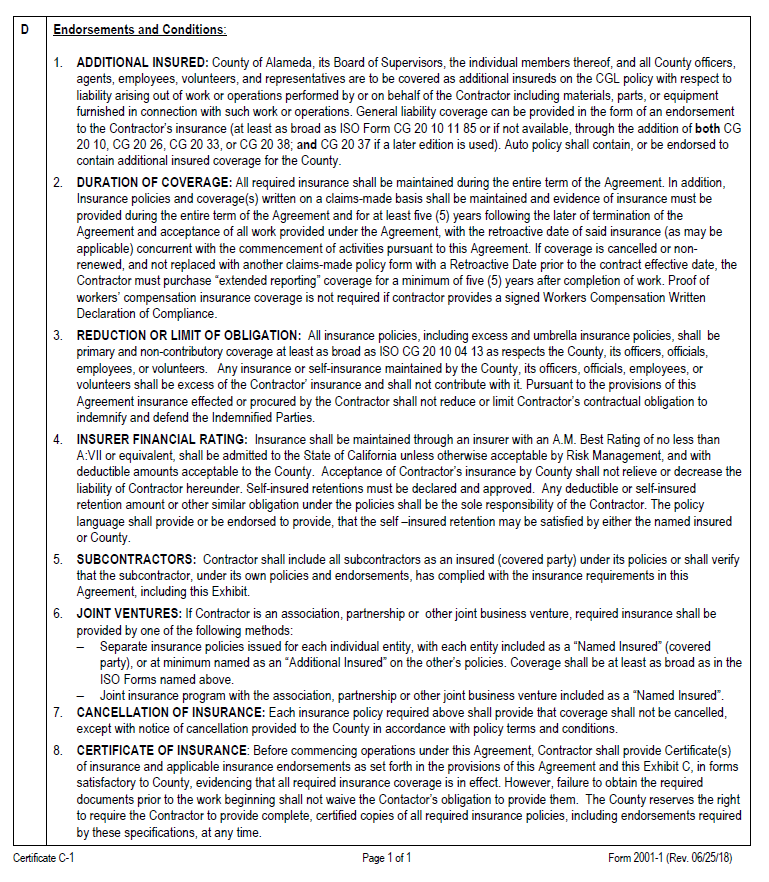 D Endorsements and Conditions:
1. ADDITIONAL INSURED: County of Alameda, its Board of Supervisors, the individual members thereof, and all County officers,
agents, employees, volunteers, and representatives are to be covered as additional insureds on the CGL policy with respect to
liability arising out of work or operations performed by or on behalf of the Contractor including materials, parts, or equipment
furnished in connection with such work or operations. General liability coverage can be provided in the form of an endorsement
to the Contractor's insurance (at least as broad as ISO Form CG 20 10 11 85 or if not available, through the addition of both CG
20 10, CG 20 26, CG 20 33, or CG 20 38; and CG 20 37 if a later edition is used). Auto policy shall contain, or be endorsed to
contain additional insured coverage for the County.
2. DURATION OF COVERAGE: All required insurance shall be maintained during the entire term of the Agreement. In addition,
Insurance policies and coverage(s) written on a claims-made basis shall be maintained and evidence of insurance must be
provided during the entire term of the Agreement and for at least five (5) years following the later of termination of the
Agreement and acceptance of all work provided under the Agreement, with the retroactive date of said insurance (as may be
applicable) concurrent with the commencement of activities pursuant to this Agreement. If coverage is cancelled or non-
renewed, and not replaced with another claims-made policy form with a Retroactive Date prior to the contract effective date, the
Contractor must purchase "extended reporting" coverage for a minimum of five (5) years after completion of work. Proof of
workers' compensation insurance coverage is not required if contractor provides a signed Workers Compensation Written
Declaration of Compliance.
3. REDUCTION OR LIMIT OF OBLIGATION: All insurance policies, including excess and umbrella insurance policies, shall be
primary and non-contributory coverage at least as broad as ISO CG 20 10 04 13 as respects the County, its officers, officials,
employees, or volunteers. Any insurance or self-insurance maintained by the County, its officers, officials, employees, or
volunteers shall be excess of the Contractor' insurance and shall not contribute with it. Pursuant to the provisions of this
Agreement insurance effected or procured by the Contractor shall not reduce or limit Contractor's contractual obligation to
indemnify and defend the Indemnified Parties.
4. INSURER FINANCIAL RATING: Insurance shall be maintained through an insurer with an A.M. Best Rating of no less than
A:VII or equivalent, shall be admitted to the State of California unless otherwise acceptable by Risk Management, and with
deductible amounts acceptable to the County. Acceptance of Contractor's insurance by County shall not relieve or decrease the
liability of Contractor hereunder. Self-insured retentions must be declared and approved. Any deductible or self-insured
retention amount or other similar obligation under the policies shall be the sole responsibility of the Contractor. The policy
language shall provide or be endorsed to provide, that the self –insured retention may be satisfied by either the named insured
or County.
5. SUBCONTRACTORS: Contractor shall include all subcontractors as an insured (covered party) under its policies or shall verify
that the subcontractor, under its own policies and endorsements, has complied with the insurance requirements in this
Agreement, including this Exhibit.
6. JOINT VENTURES: If Contractor is an association, partnership or other joint business venture, required insurance shall be
provided by one of the following methods:
– Separate insurance policies issued for each individual entity, with each entity included as a "Named Insured" (covered
party), or at minimum named as an "Additional Insured" on the other's policies. Coverage shall be at least as broad as in the
ISO Forms named above.
– Joint insurance program with the association, partnership or other joint business venture included as a "Named Insured".
7. CANCELLATION OF INSURANCE: Each insurance policy required above shall provide that coverage shall not be cancelled,
except with notice of cancellation provided to the County in accordance with policy terms and conditions.
8. CERTIFICATE OF INSURANCE: Before commencing operations under this Agreement, Contractor shall provide Certificate(s)
of insurance and applicable insurance endorsements as set forth in the provisions of this Agreement and this Exhibit C, in forms
satisfactory to County, evidencing that all required insurance coverage is in effect. However, failure to obtain the required
documents prior to the work beginning shall not waive the Contactor's obligation to provide them. The County reserves the right
to require the Contractor to provide complete, certified copies of all required insurance policies, including endorsements required
by these specifications, at any time.
Certificate C-1 Page 1 of 1 Form 2001-1 (Rev. 06/25/18)